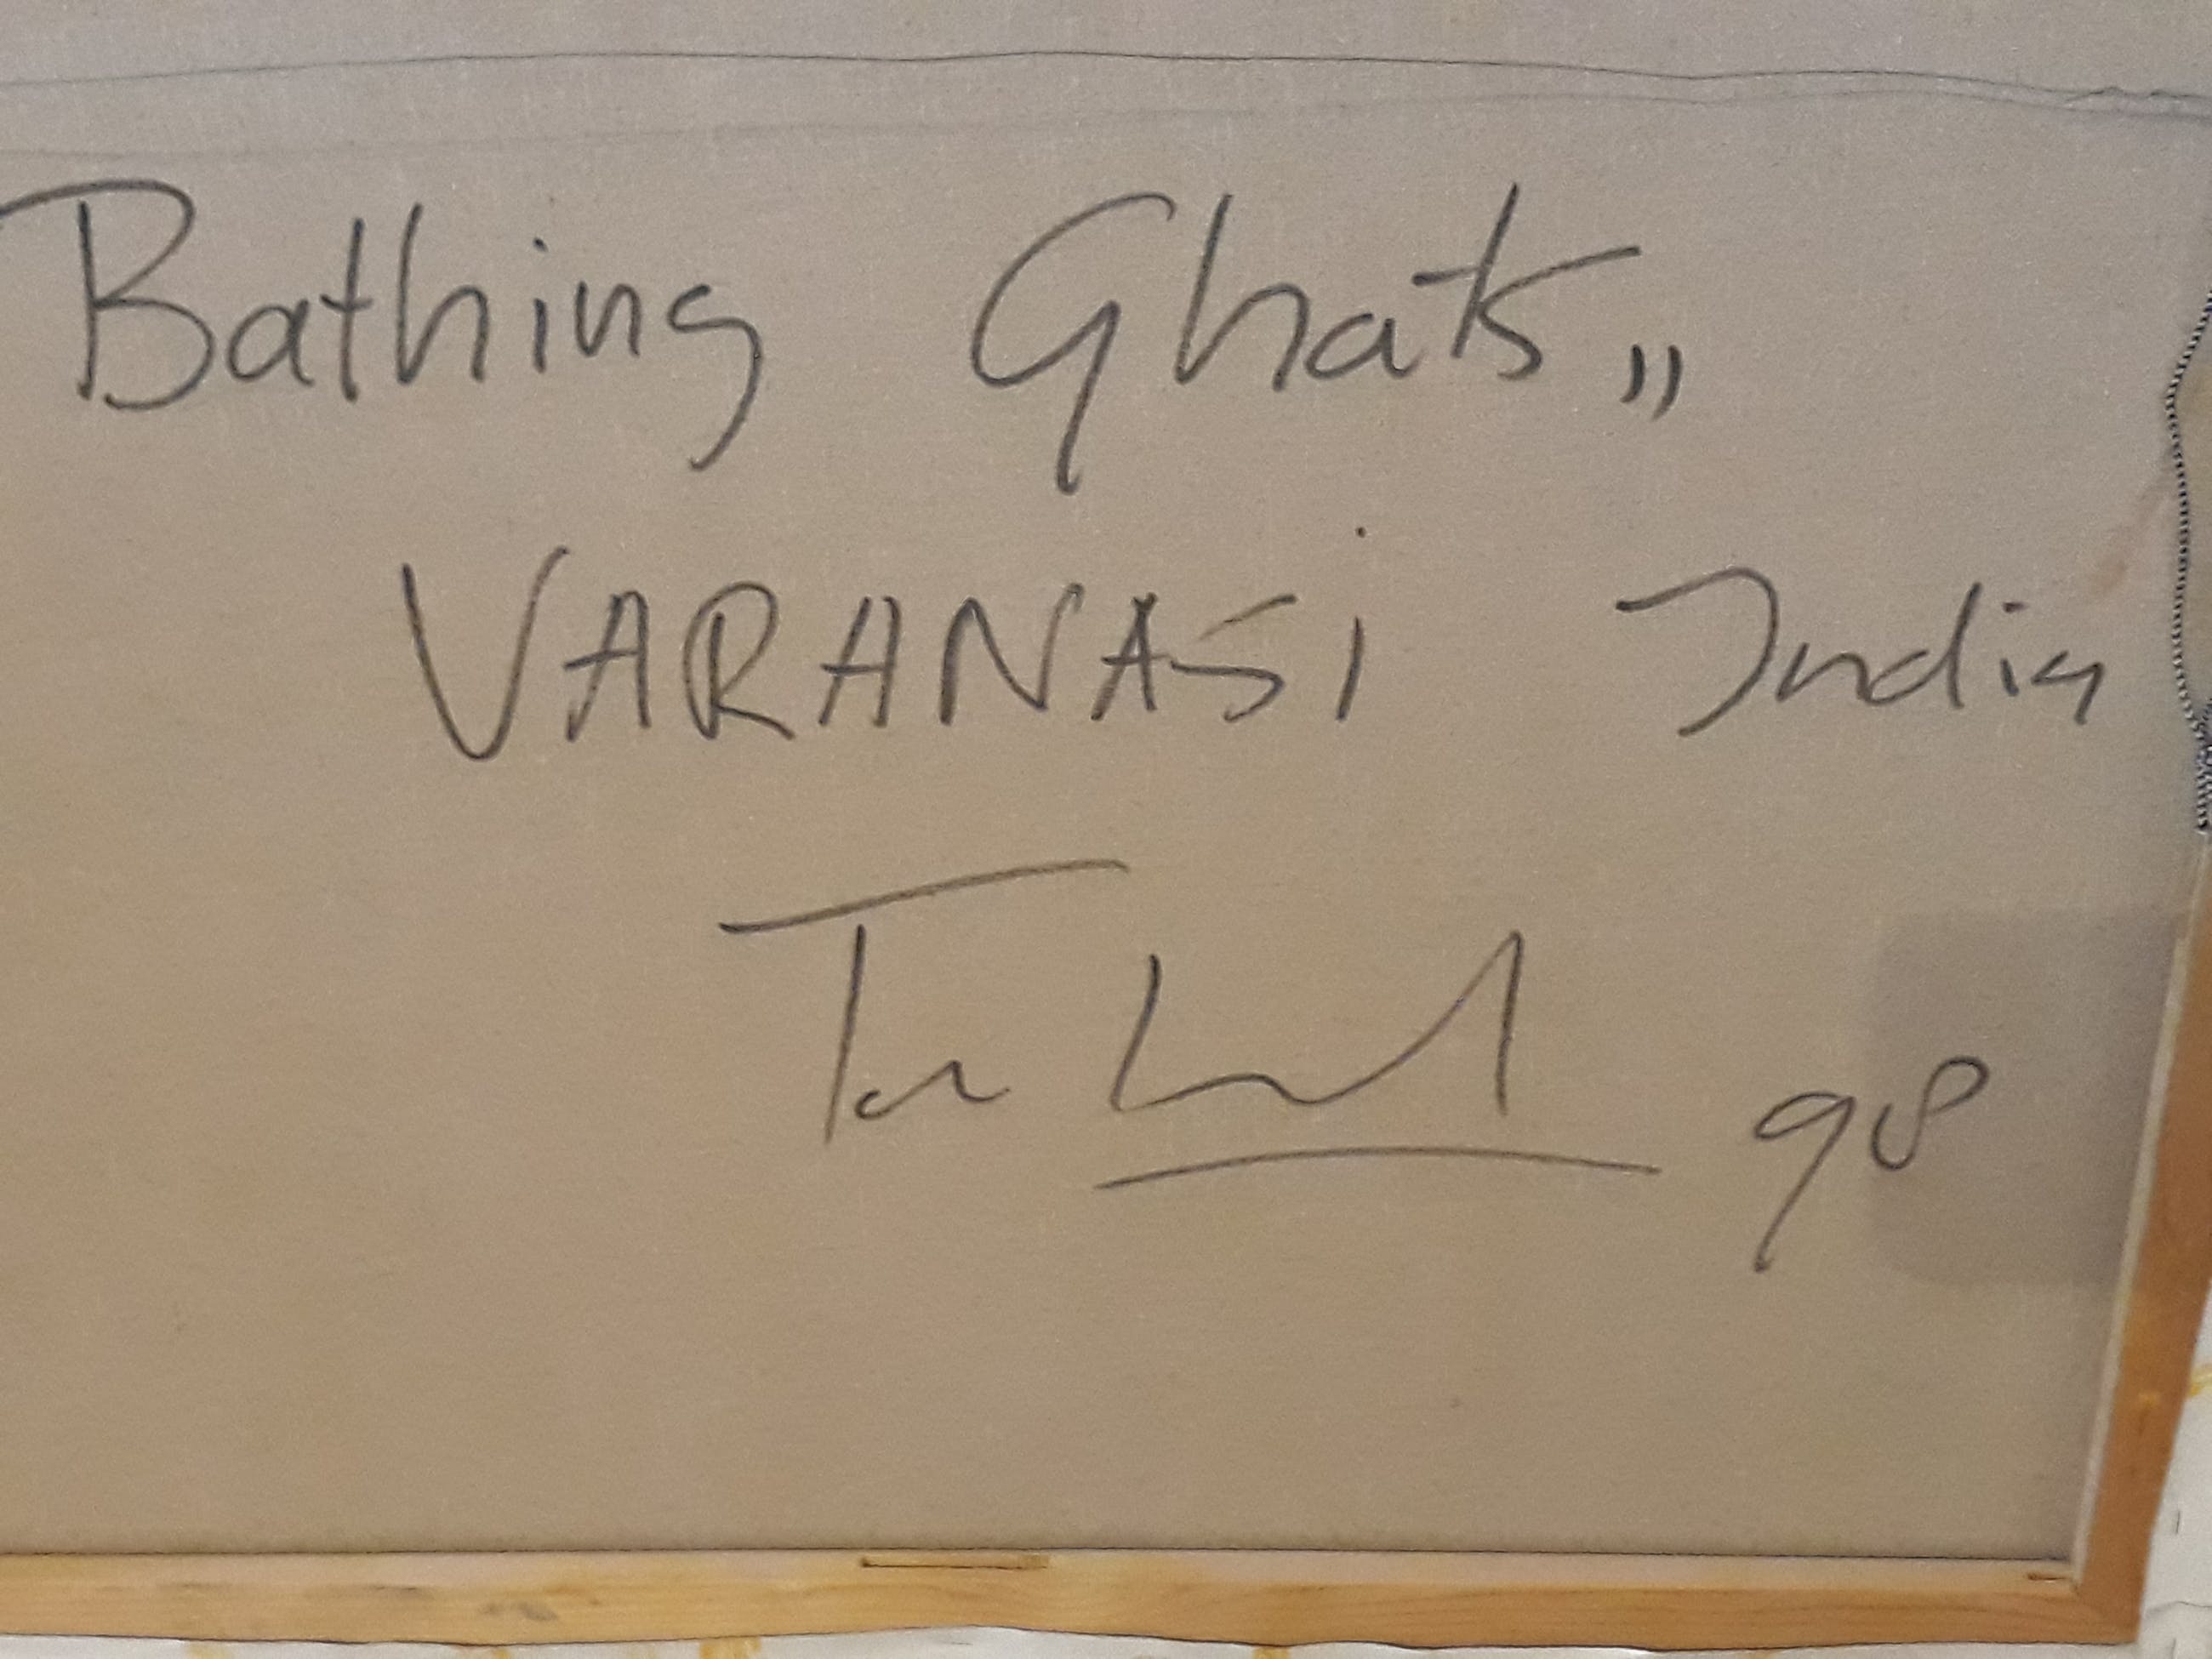 Bathing Ghats "
VARANASi India
98